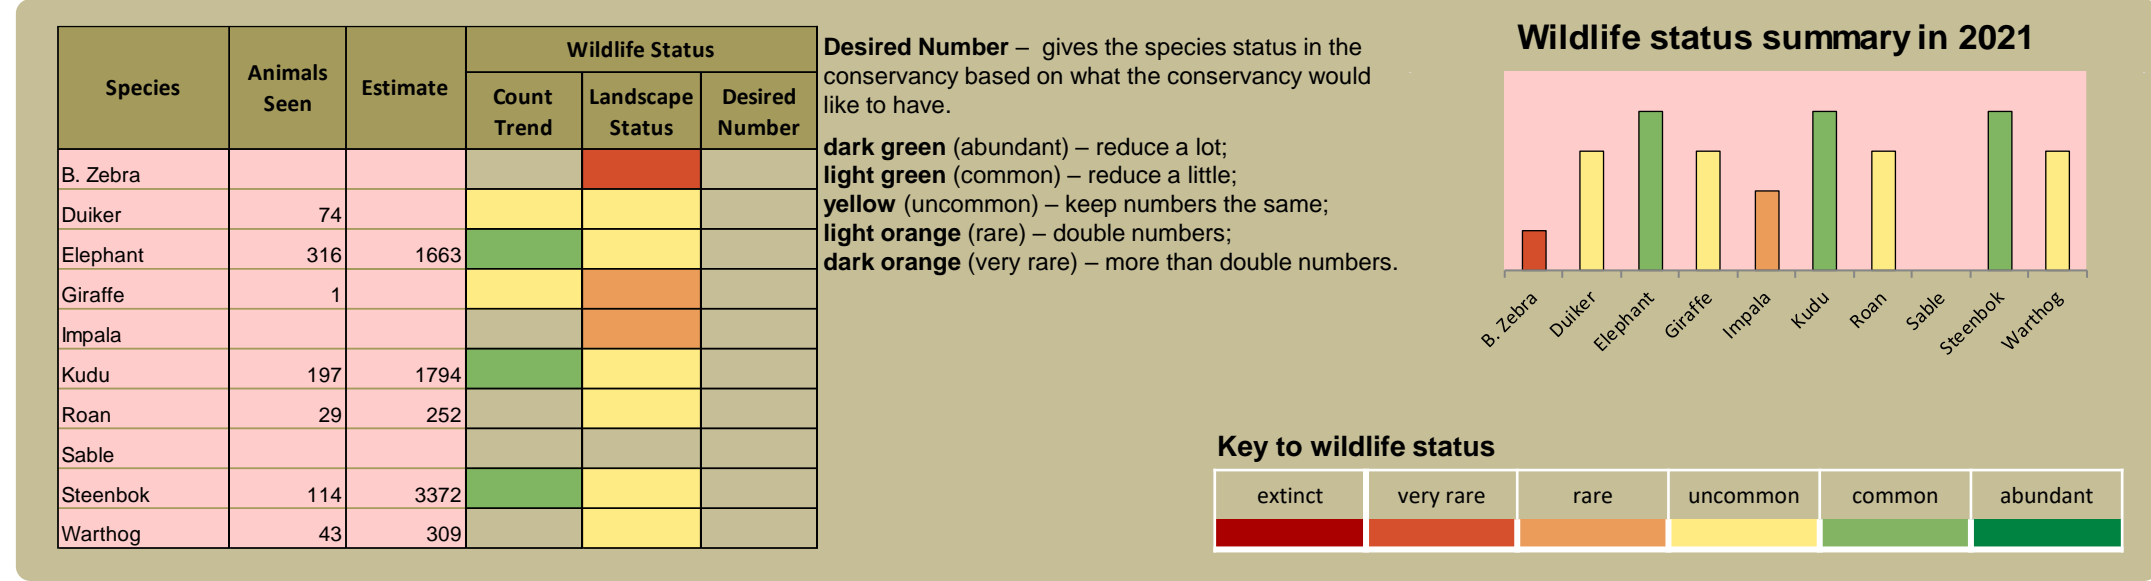 Species Animals Seen Estimate Wildlife Status
Count Trend Landscape Status Desired Number
B. Zebra
Duiker 74
Elephant 316 1663
Giraffe 1
Impala
Kudu 197 1794
Roan 29 252
Sable
Steenbok 114 3372
Warthog 43 309
Desired Number – gives the species status in the
conservancy based on what the conservancy would
like to have.
dark green (abundant) – reduce a lot;
light green (common) – reduce a little;
yellow (uncommon) – keep numbers the same;
light orange (rare) – double numbers;
dark orange (very rare) – more than double numbers.
Wildlife status summary in 2021
B. Zebra
Duiker
Elephant
Giraffe
Impala
Kudu
Roan
Sable
Steenbok
Warthog
Key to wildlife status
extinct very rare rare uncommon common abundant